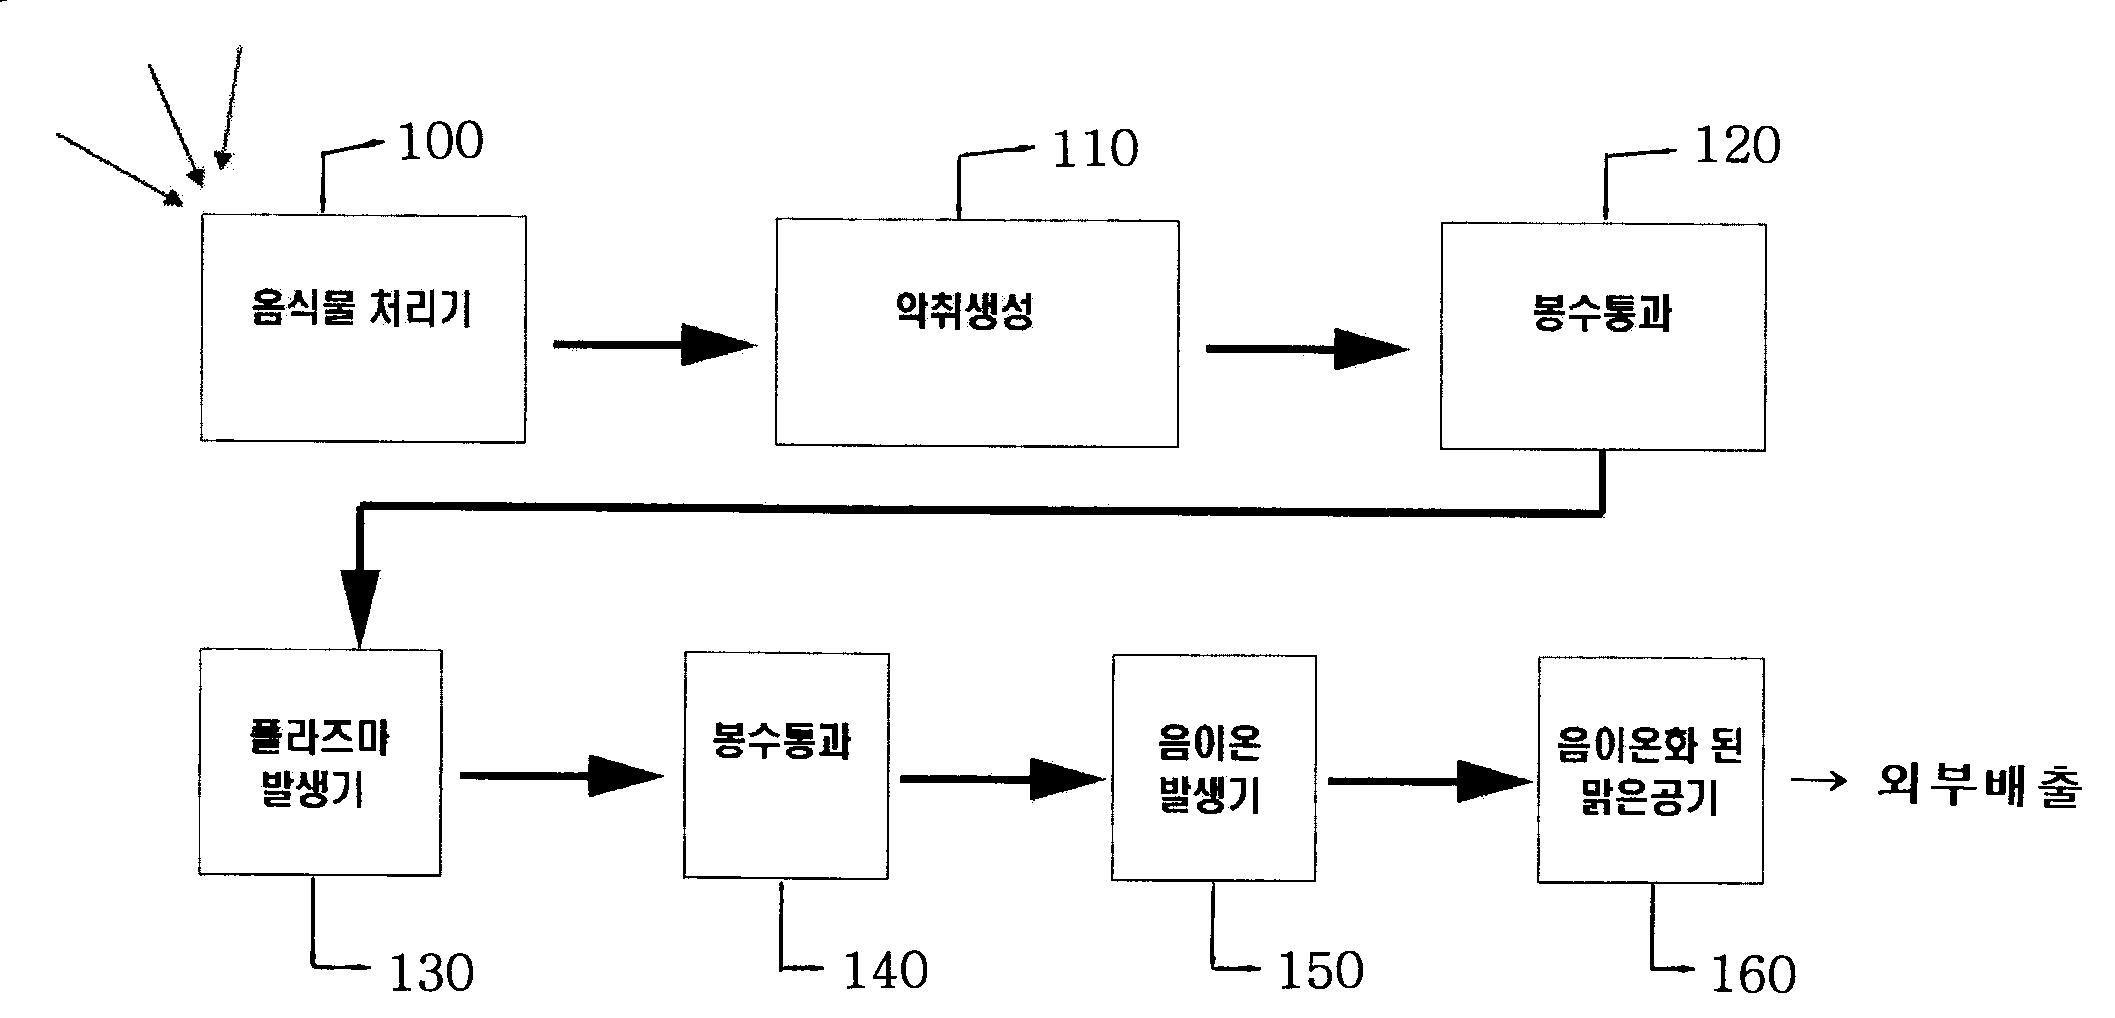 100
110
120
음식물 처리기
악취생성
봉수통과
플라즈마
발생기
봉수통과
음이온
발생기
음이온화 된
맑은공기
외부배출
130
140
150
160